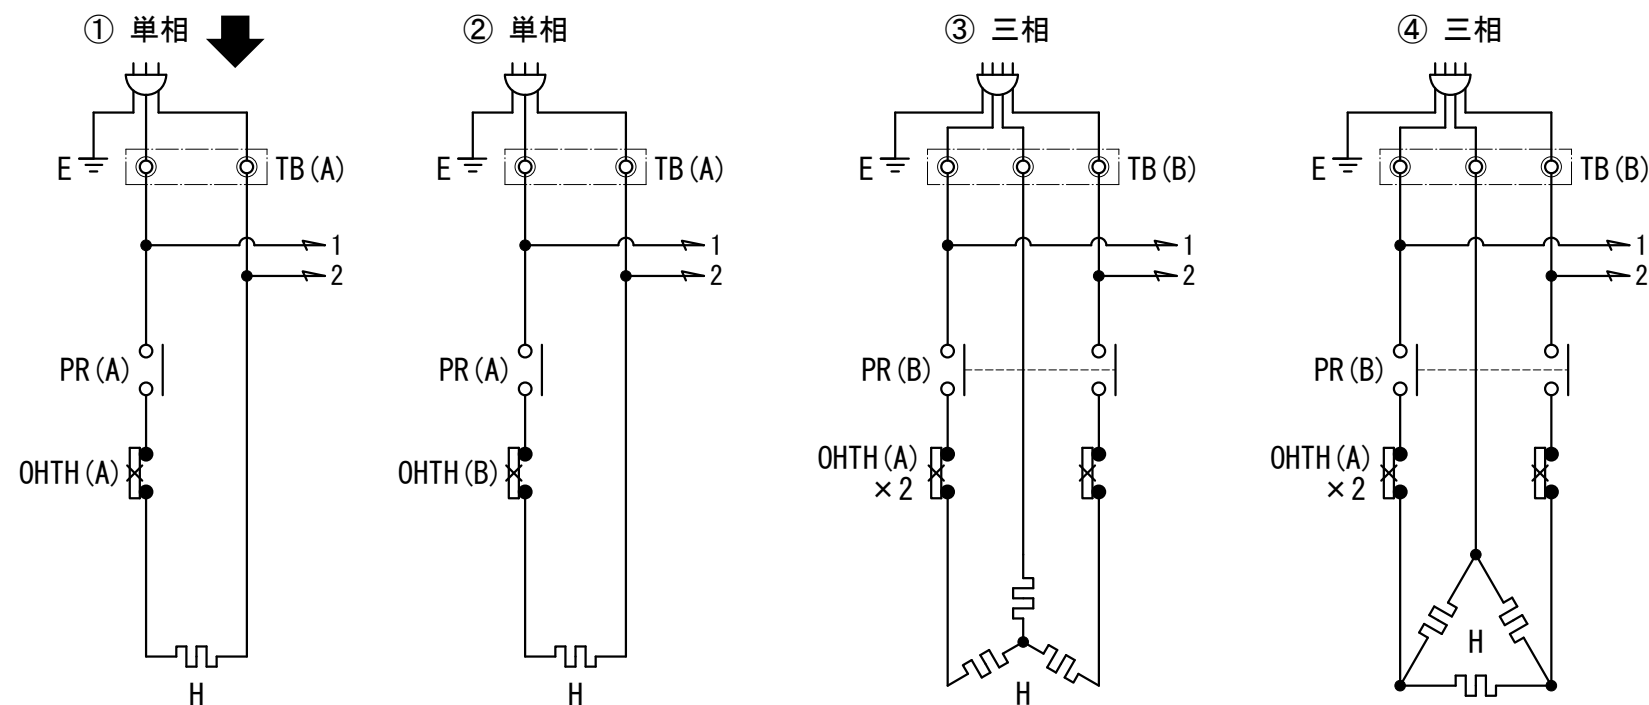 ① 単相
E
TB(A)
1
2
PR(A)
OHTH(A)
H
② 単相
E
TB(A)
1
2
PR(A)
OHTH(B)
H
③ 三相
E
TB(B)
1
2
PR(B)
OHTH(A)
×2
H
④ 三相
E
TB(B)
1
2
PR(B)
OHTH(A)
×2
H